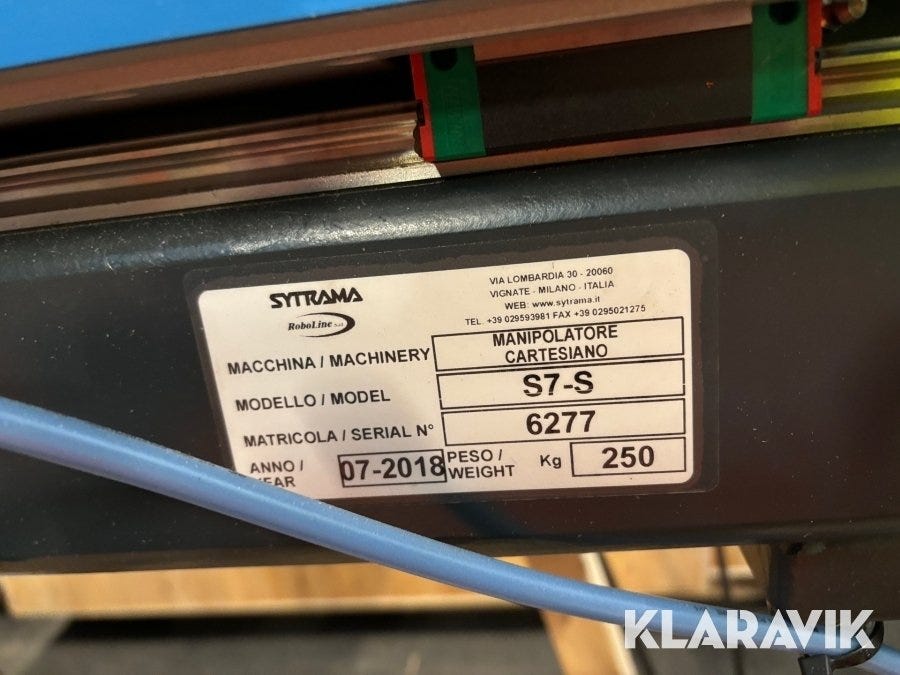 SYTRAMA
RoboLine s.r.l
VIA LOMBARDIA 30 - 20060
VIGNATE - MILANO - ITALIA
WEB: www.sytrama.it
TEL. +39 029593981 FAX +39 0295021275
MACCHINA / MACHINERY MANIPOLATORE CARTESIANO
MODELLO / MODEL S7-S
MATRICOLA / SERIAL N° 6277
ANNO / 07-2018 PESO / Kg 250
YEAR WEIGHT
KLARAVIK